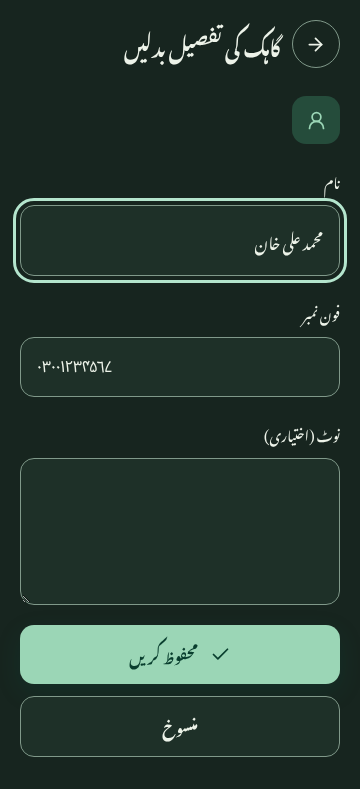 گاہک کی تفصیل بدلیں
نام
محمد علی خان
فون نمبر
۰۳۰۰۱۲۳۴۵۶۷
نوٹ (اختیاری)
محفوظ کریں
منسوخ